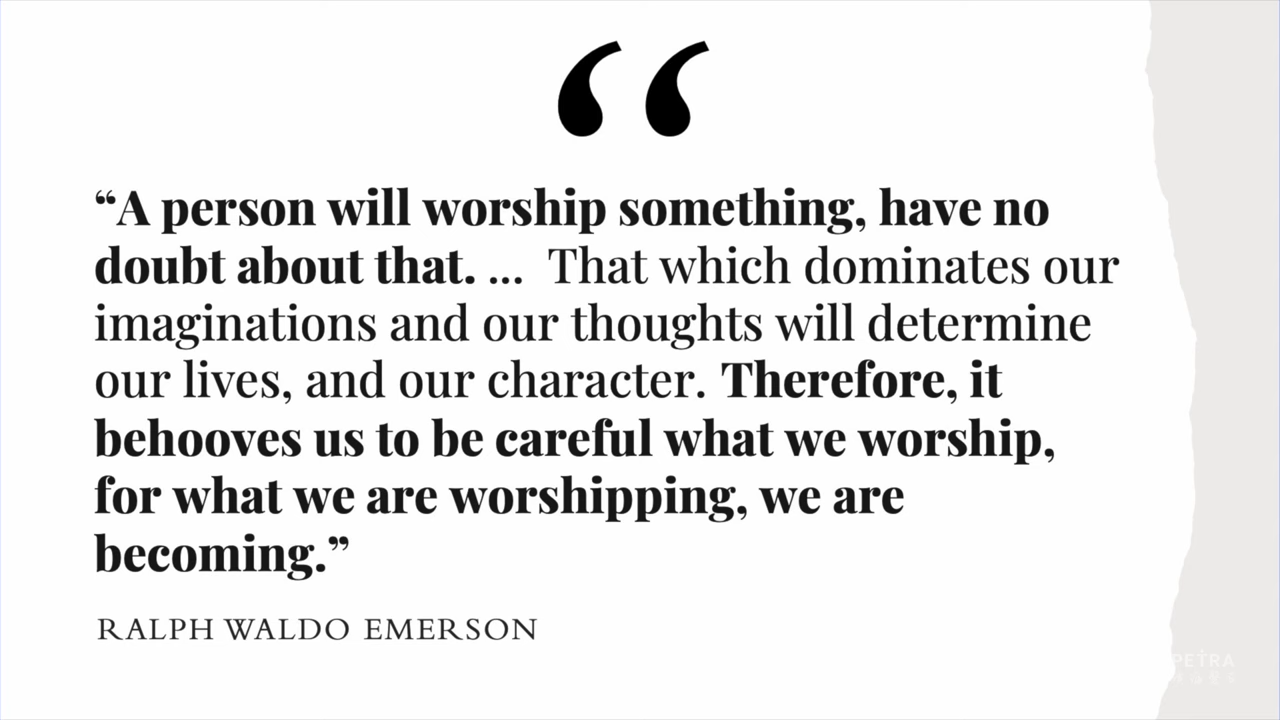 “
“A person will worship something, have no
doubt about that. ... That which dominates our
imaginations and our thoughts will determine
our lives, and our character. Therefore, it
behooves us to be careful what we worship,
for what we are worshipping, we are
becoming.”
RALPH WALDO EMERSON
PETRA